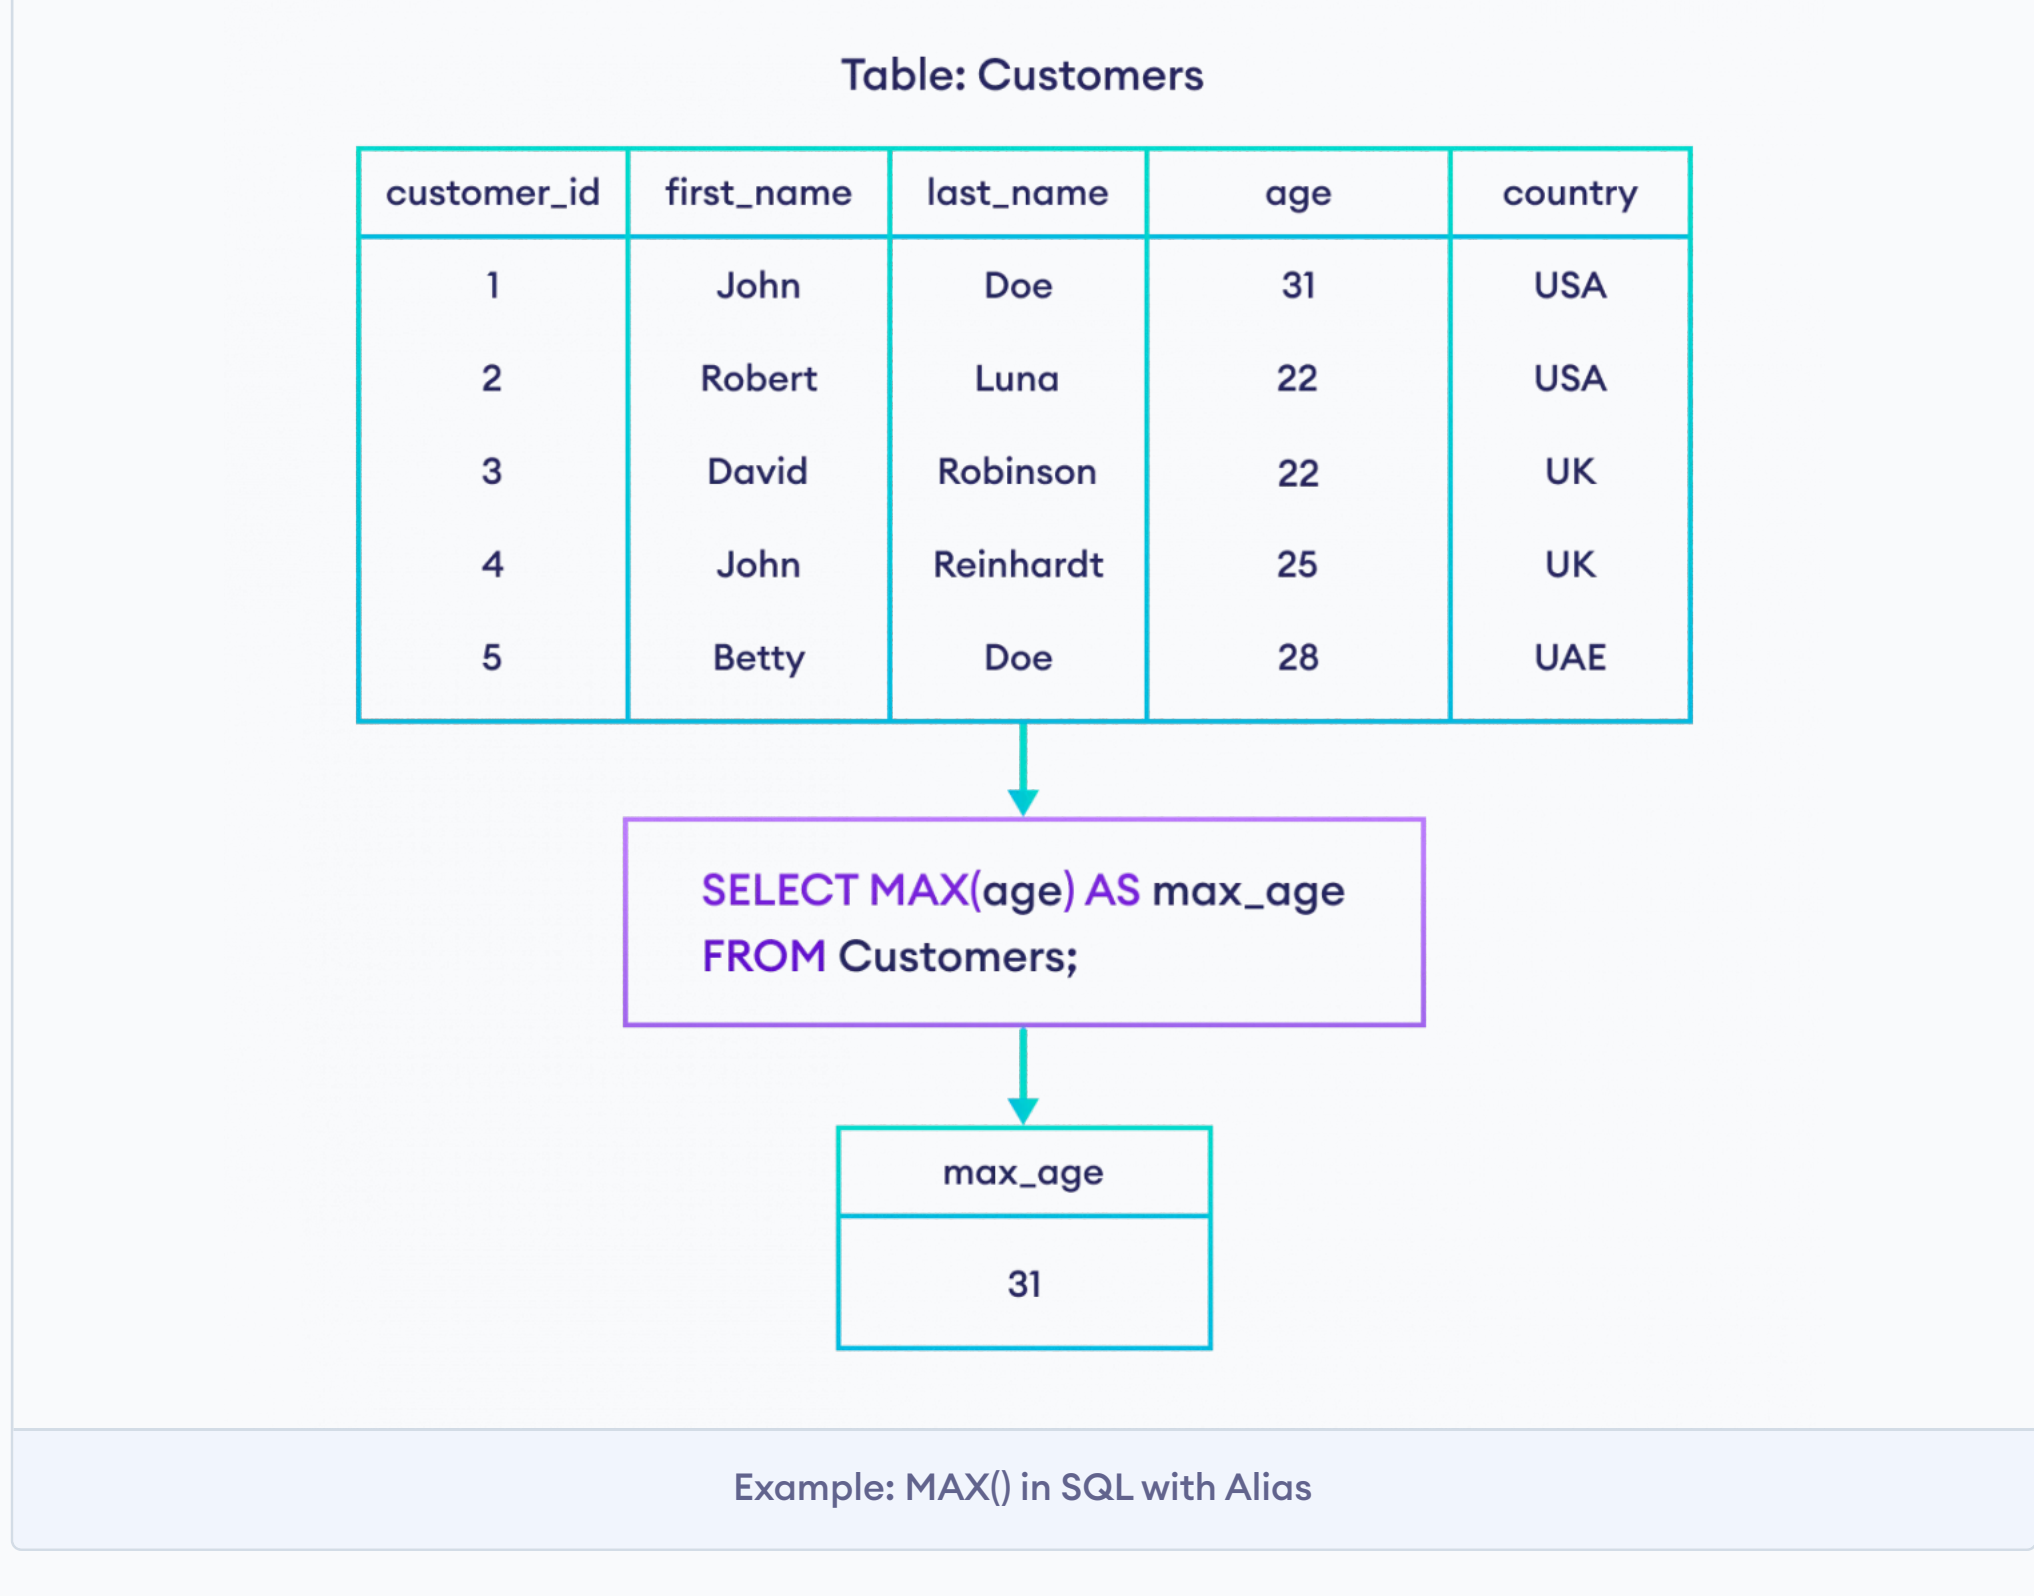 Table: Customers
customer_id first_name last_name age country
1 John Doe 31 USA
2 Robert Luna 22 USA
3 David Robinson 22 UK
4 John Reinhardt 25 UK
5 Betty Doe 28 UAE
SELECT MAX(age) AS max_age
FROM Customers;
max_age
31
Example: MAX() in SQL with Alias